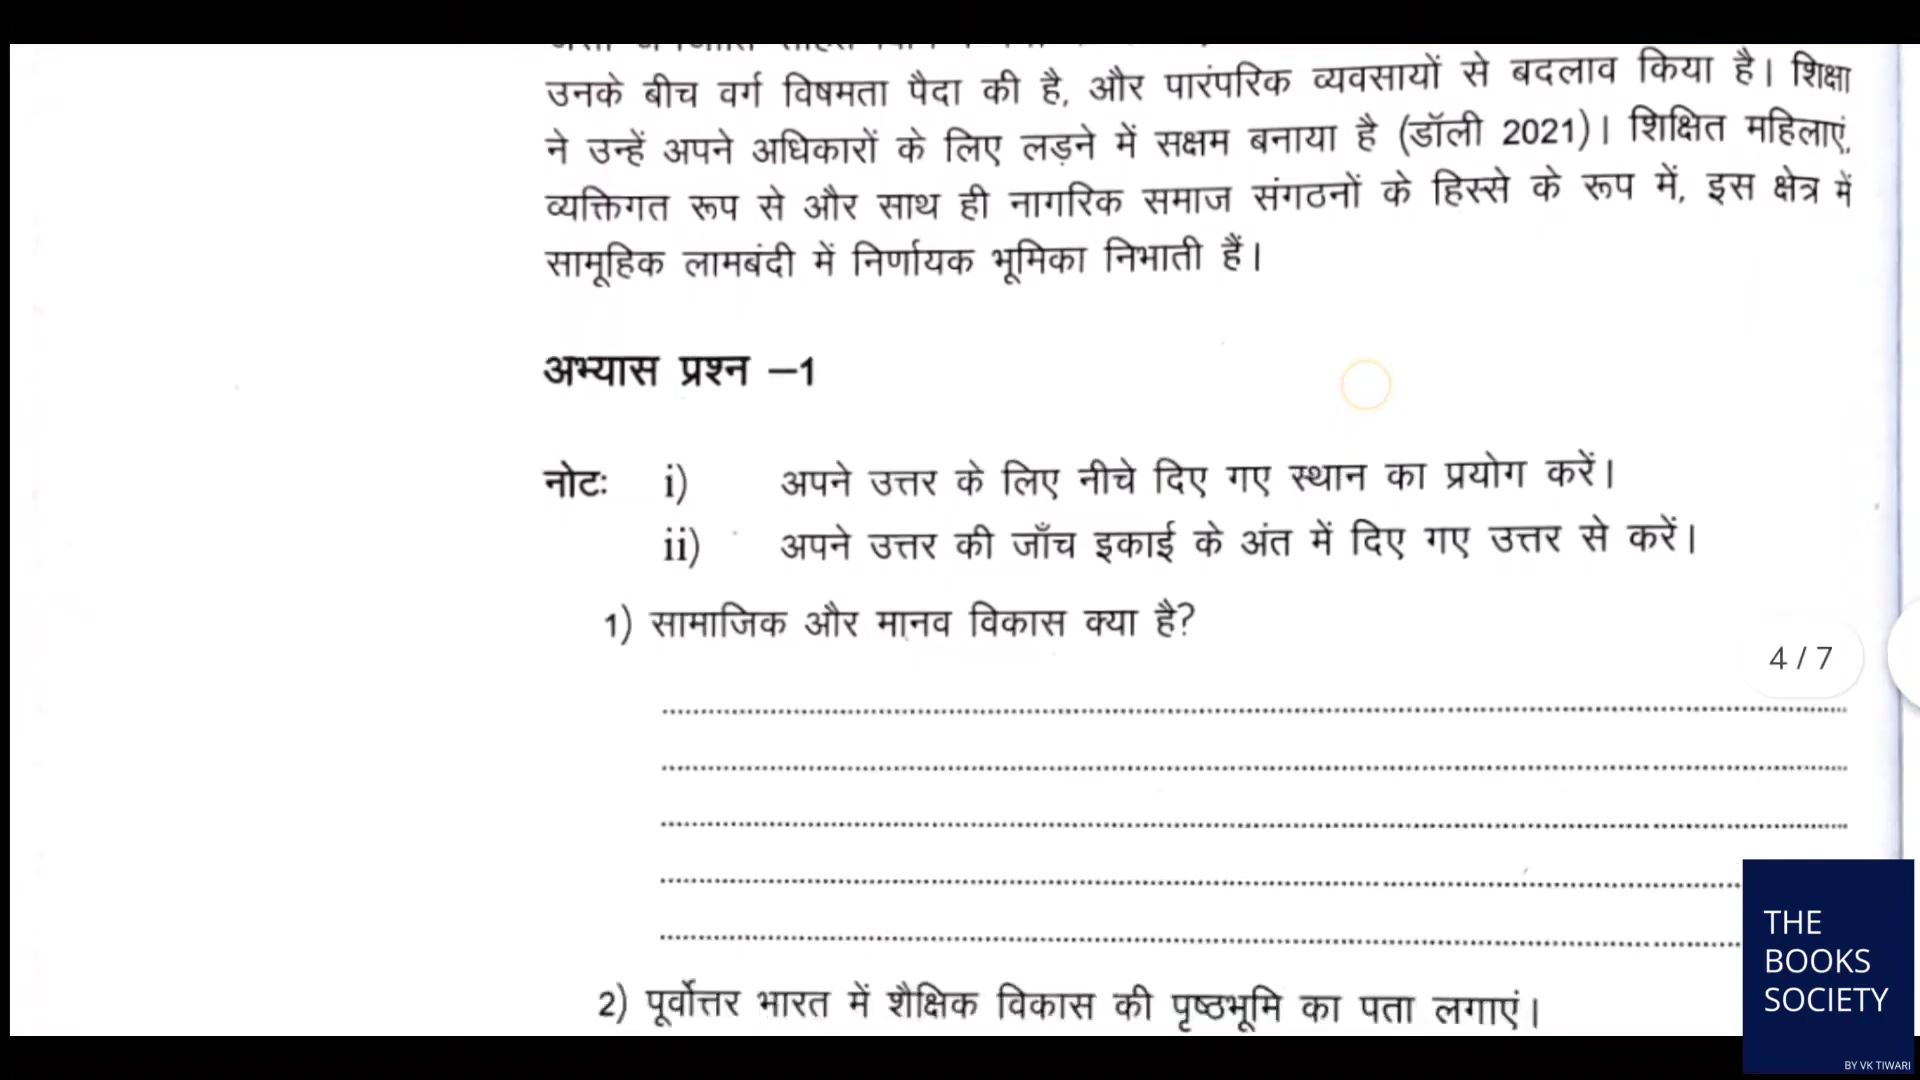 उनके बीच वर्ग विषमता पैदा की है, और पारंपरिक व्यवसायों से बदलाव किया है। शिक्षा
ने उन्हें अपने अधिकारों के लिए लड़ने में सक्षम बनाया है (डॉली 2021)। शिक्षित महिलाएं,
व्यक्तिगत रूप से और साथ ही नागरिक समाज संगठनों के हिस्से के रूप में, इस क्षेत्र में
सामूहिक लामबंदी में निर्णायक भूमिका निभाती हैं।
अभ्यास प्रश्न –1
नोटः i) अपने उत्तर के लिए नीचे दिए गए स्थान का प्रयोग करें।
ii) अपने उत्तर की जाँच इकाई के अंत में दिए गए उत्तर से करें।
1) सामाजिक और मानव विकास क्या है?
4 / 7
2) पूर्वोत्तर भारत में शैक्षिक विकास की पृष्ठभूमि का पता लगाएं।
THE
BOOKS
SOCIETY
BY VK TIWARI